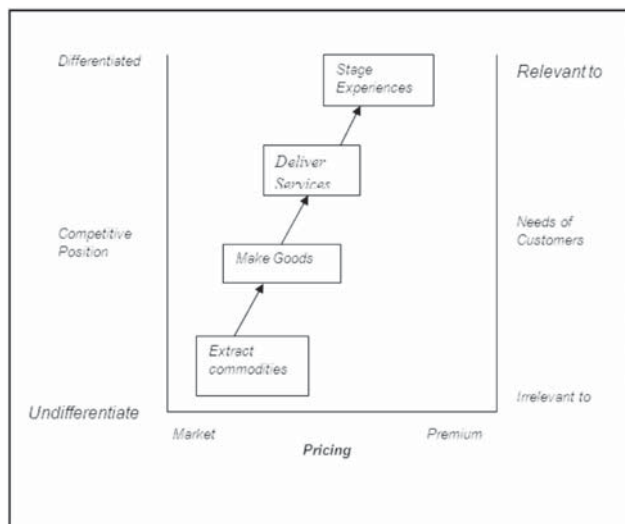 Differentiated
Stage
Experiences
Relevant to
Deliver
Services
Competitive
Position
Needs of
Customers
Make Goods
Extract
commodities
Undifferentiate
Irrelevant to
Market
Premium
Pricing